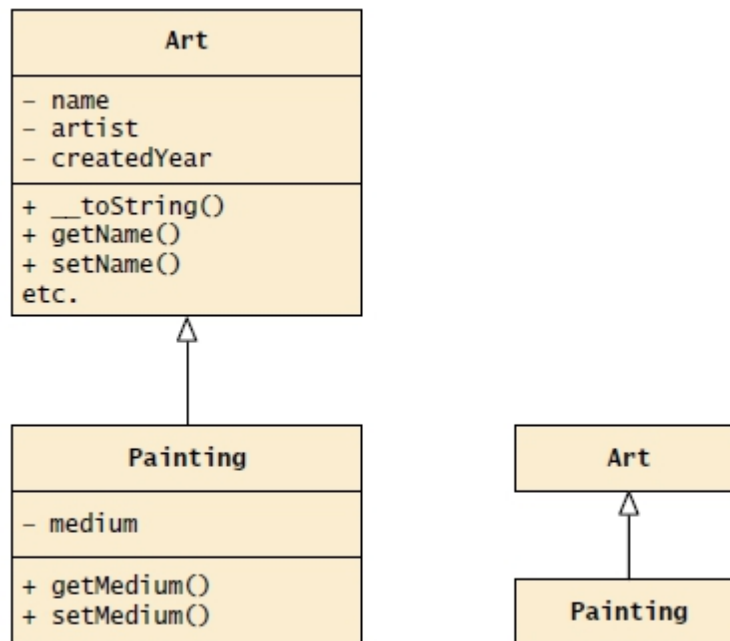 Art
- name
- artist
- createdYear
+ __toString()
+ getName()
+ setName()
etc.
Painting
- medium
+ getMedium()
+ setMedium()
Art
Painting